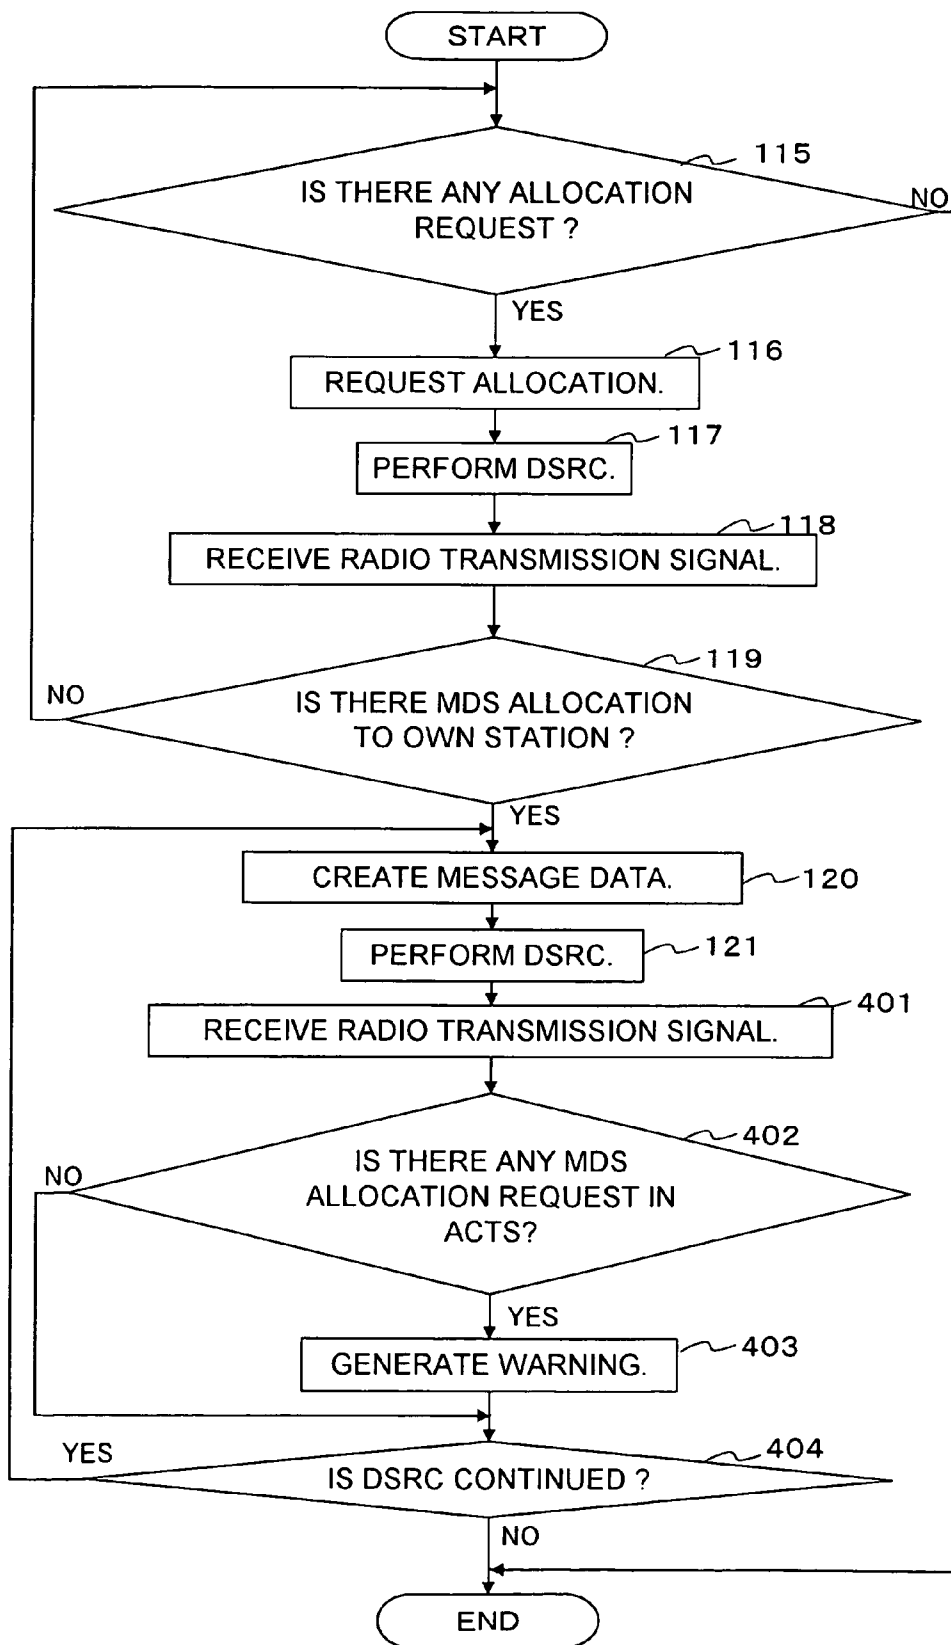 START
115
IS THERE ANY ALLOCATION
REQUEST ?
NO
YES
116
REQUEST ALLOCATION.
117
PERFORM DSRC.
118
RECEIVE RADIO TRANSMISSION SIGNAL.
119
NO
IS THERE MDS ALLOCATION
TO OWN STATION ?
YES
CREATE MESSAGE DATA.
120
PERFORM DSRC.
121
401
RECEIVE RADIO TRANSMISSION SIGNAL.
402
NO
IS THERE ANY MDS
ALLOCATION REQUEST IN
ACTS?
YES
GENERATE WARNING.
403
YES
404
IS DSRC CONTINUED ?
NO
END